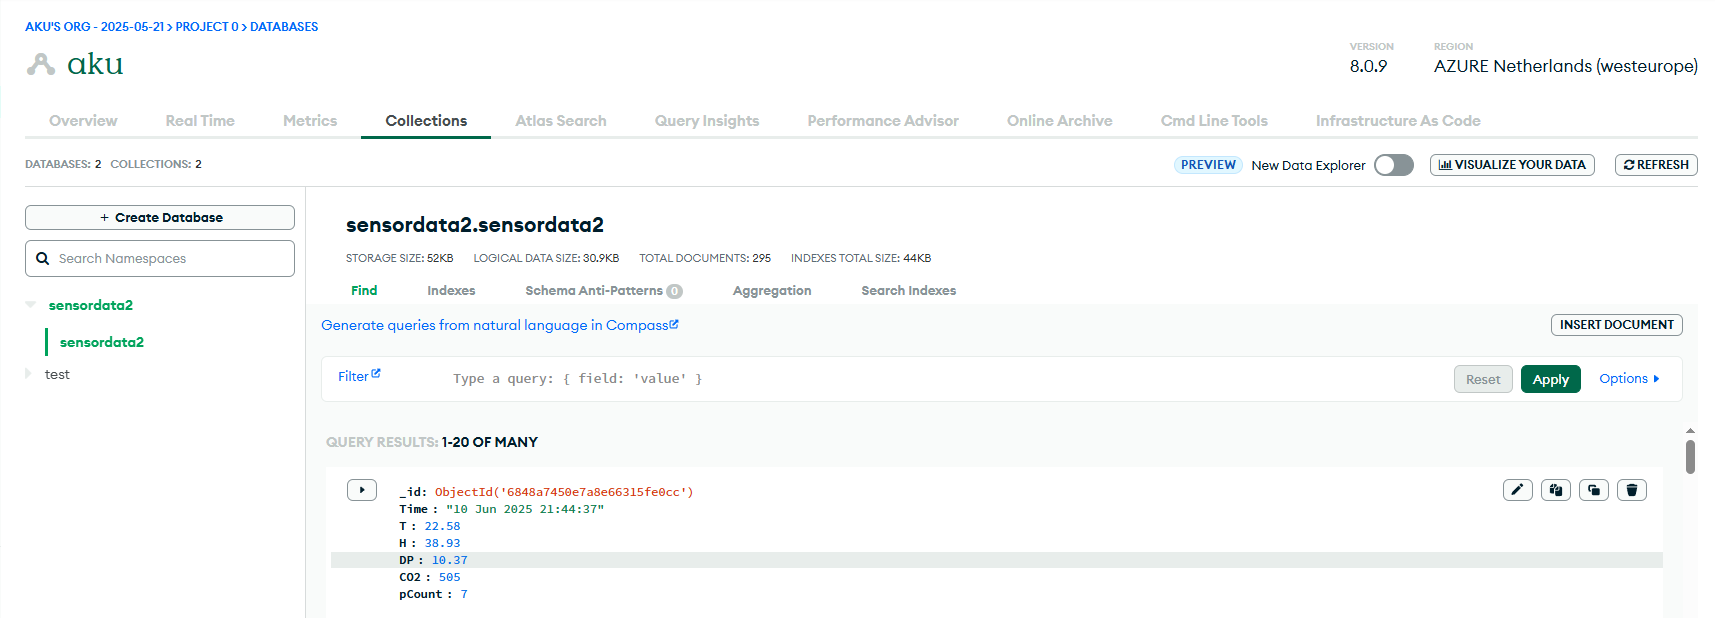 AKU'S ORG - 2025-05-21 > PROJECT 0 > DATABASES
aku
VERSION
8.0.9
REGION
AZURE Netherlands (westeurope)
Overview Real Time Metrics Collections Atlas Search Query Insights Performance Advisor Online Archive Cmd Line Tools Infrastructure As Code
DATABASES: 2 COLLECTIONS: 2
PREVIEW New Data Explorer VISUALIZE YOUR DATA REFRESH
+ Create Database
Search Namespaces
sensordata2
sensordata2
test
sensordata2.sensordata2
STORAGE SIZE: 52KB LOGICAL DATA SIZE: 30.9KB TOTAL DOCUMENTS: 295 INDEXES TOTAL SIZE: 44KB
Find Indexes Schema Anti-Patterns 0 Aggregation Search Indexes
Generate queries from natural language in Compass
INSERT DOCUMENT
Filter Type a query: { field: 'value' } Reset Apply Options
QUERY RESULTS: 1-20 OF MANY
_id: ObjectId('6848a7450e7a8e66315fe0cc')
Time : "10 Jun 2025 21:44:37"
T : 22.58
H : 38.93
DP : 10.37
CO2 : 505
pCount : 7